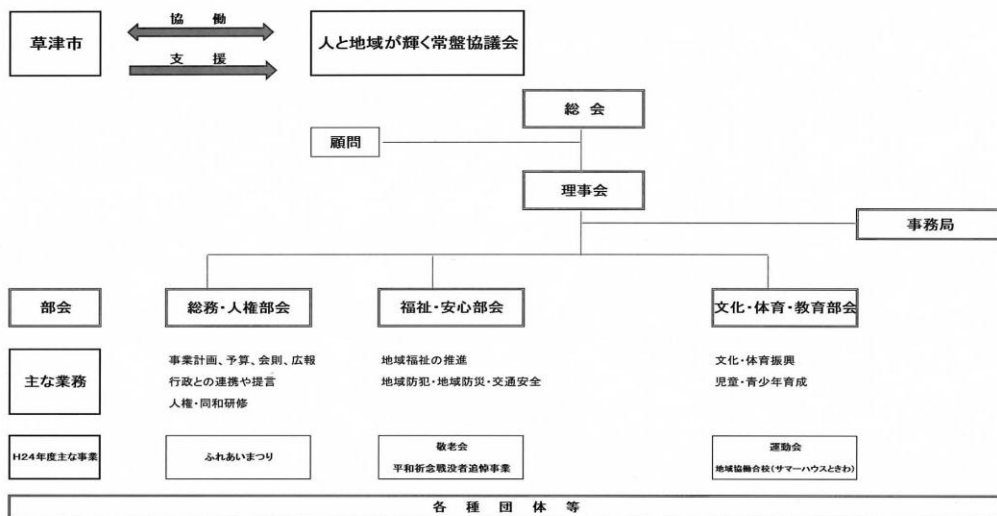 草津市
協 働
支 援
人と地域が輝く常盤協議会
総 会
顧問
理事会
事務局
部会
総務・人権部会
福祉・安心部会
文化・体育・教育部会
主な業務
事業計画、予算、会則、広報
行政との連携や提言
人権・同和研修
地域福祉の推進
地域防犯・地域防災・交通安全
文化・体育振興
児童・青少年育成
H24年度主な事業
ふれあいまつり
敬老会
平和祈念戦没者追悼事業
運動会
地域協働合校(サマーハウスときわ)
各 種 団 体 等